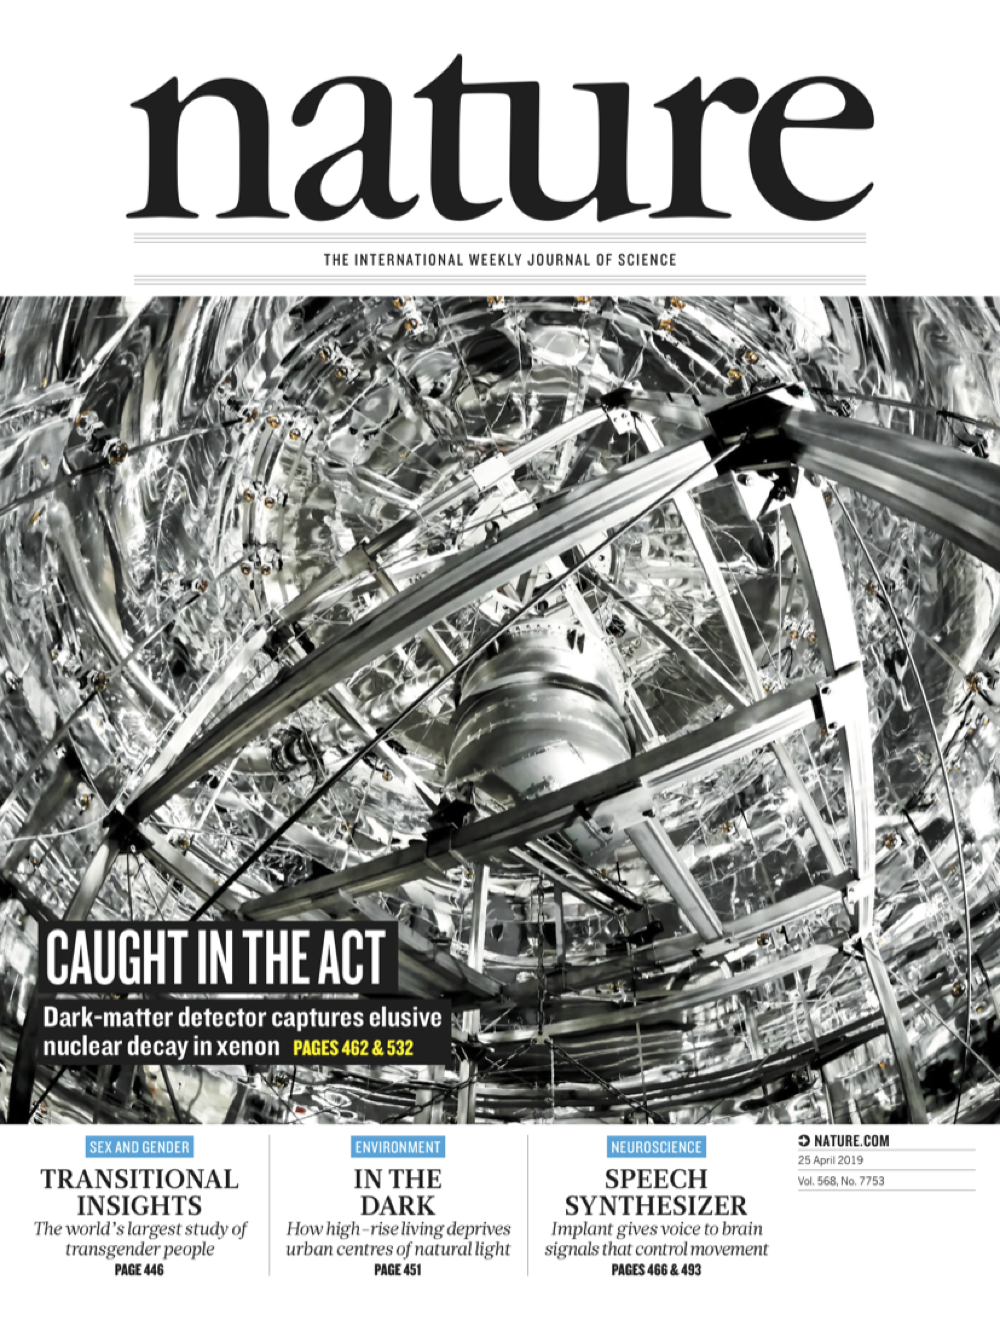 nature
THE INTERNATIONAL WEEKLY JOURNAL OF SCIENCE
CAUGHT IN THE ACT
Dark-matter detector captures elusive
nuclear decay in xenon PAGES 462 & 532
SEX AND GENDER
TRANSITIONAL
INSIGHTS
The world's largest study of
transgender people
PAGE 446
ENVIRONMENT
IN THE
DARK
How high-rise living deprives
urban centres of natural light
PAGE 451
NEUROSCIENCE
SPEECH
SYNTHESIZER
Implant gives voice to brain
signals that control movement
PAGES 466 & 493
NATURE.COM
25 April 2019
Vol. 568, No. 7753